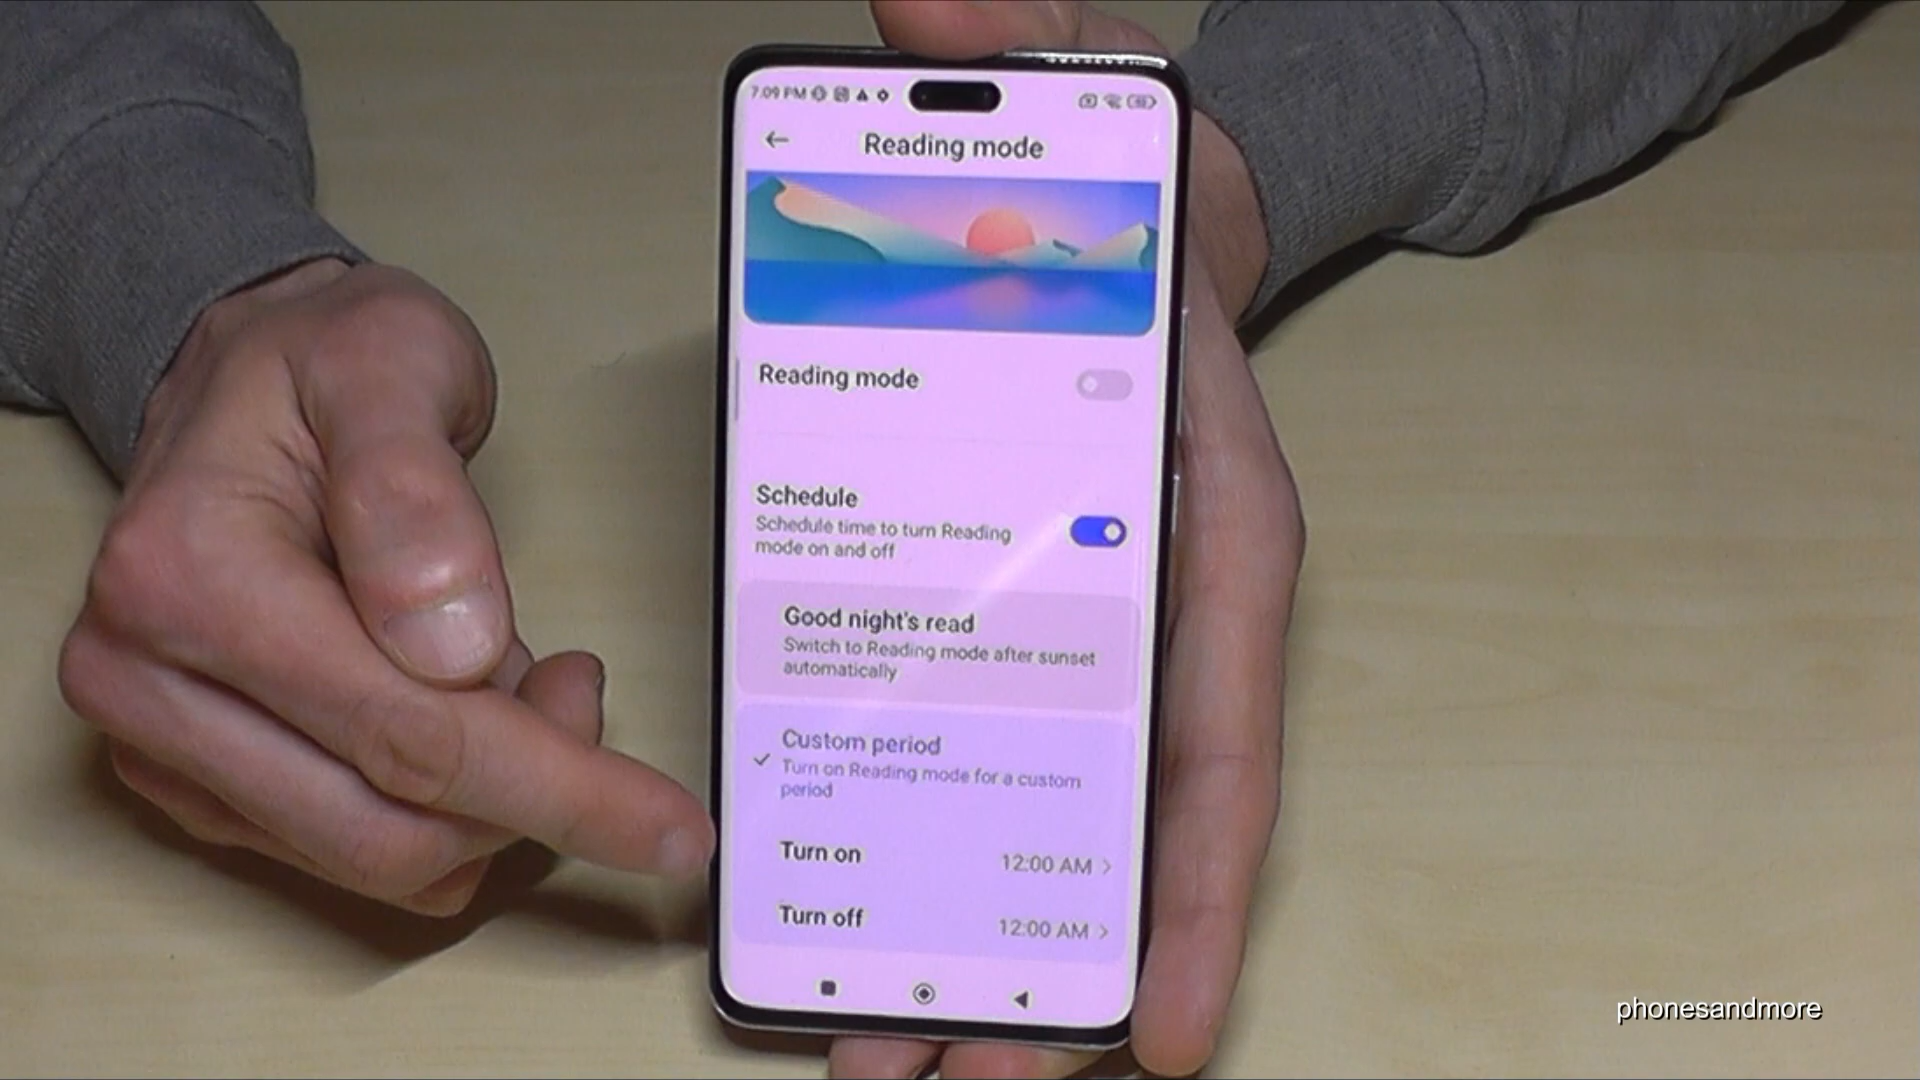 7:09 PM
Reading mode
Reading mode
Schedule
Schedule time to turn Reading
mode on and off
Good night's read
Switch to Reading mode after sunset
automatically
Custom period
Turn on Reading mode for a custom
period
Turn on 12:00 AM
Turn off 12:00 AM
phonesandmore